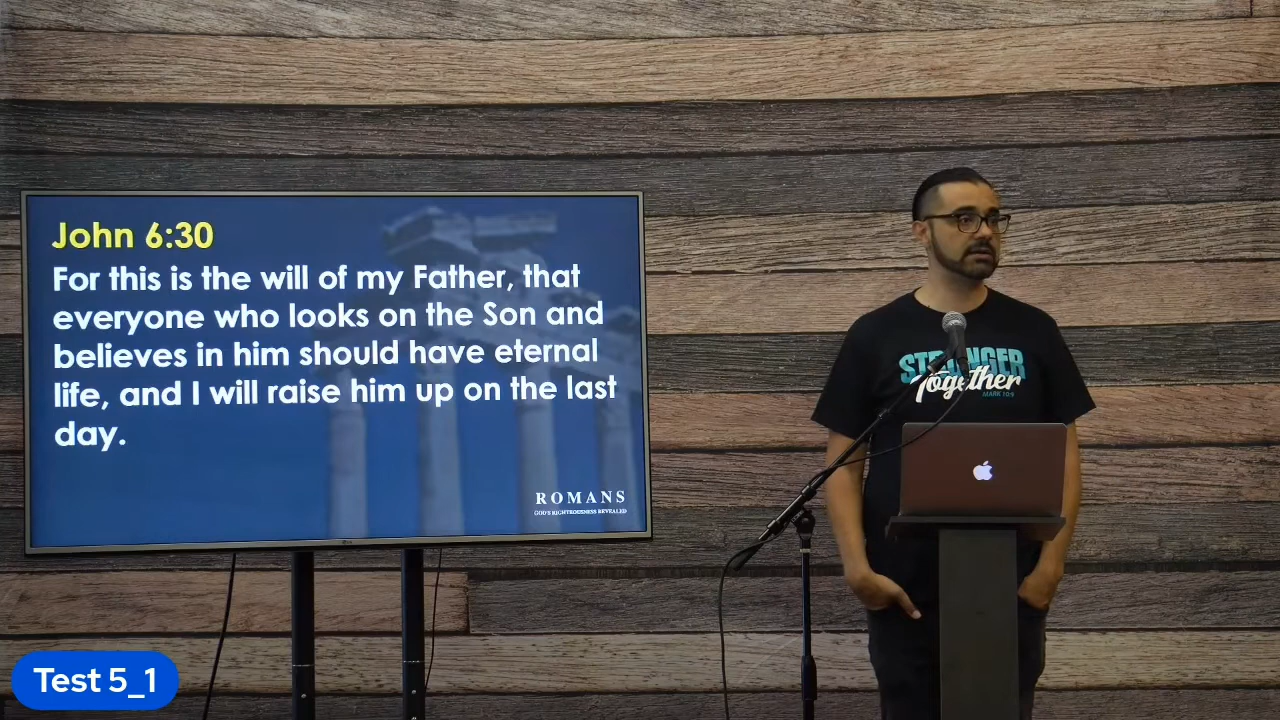 John 6:30
For this is the will of my Father, that
everyone who looks on the Son and
believes in him should have eternal
life, and I will raise him up on the last
day.
ROMANS
GOD'S RIGHTEOUSNESS REVEALED
STRONGER
Together
MARK 10:9
Test 5_1